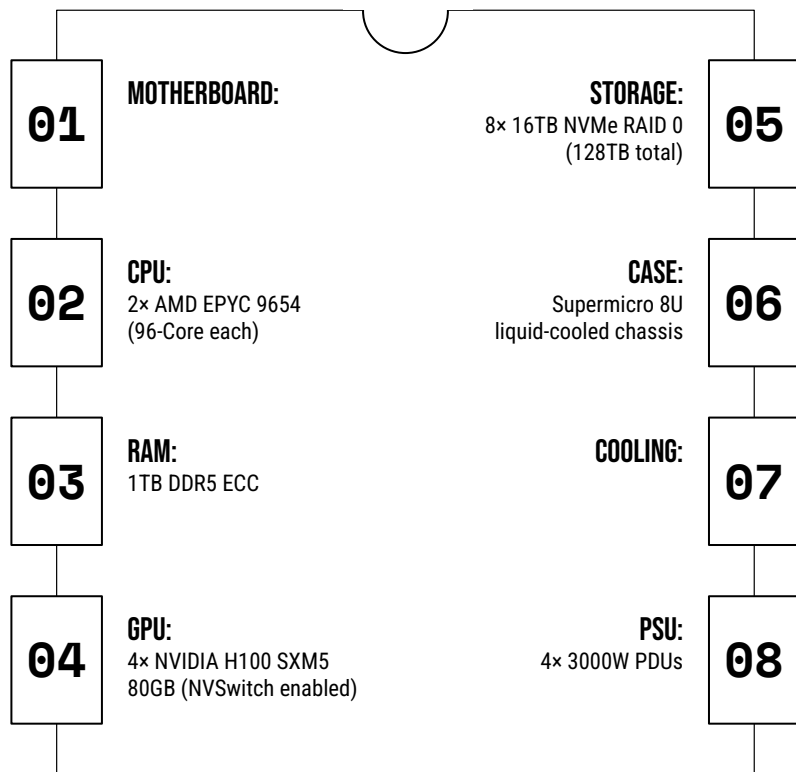 01
MOTHERBOARD:
02
CPU:
2× AMD EPYC 9654
(96-Core each)
03
RAM:
1TB DDR5 ECC
04
GPU:
4× NVIDIA H100 SXM5
80GB (NVSwitch enabled)
STORAGE:
8× 16TB NVMe RAID 0
(128TB total)
05
CASE:
Supermicro 8U
liquid-cooled chassis
06
COOLING:
07
PSU:
4× 3000W PDUs
08